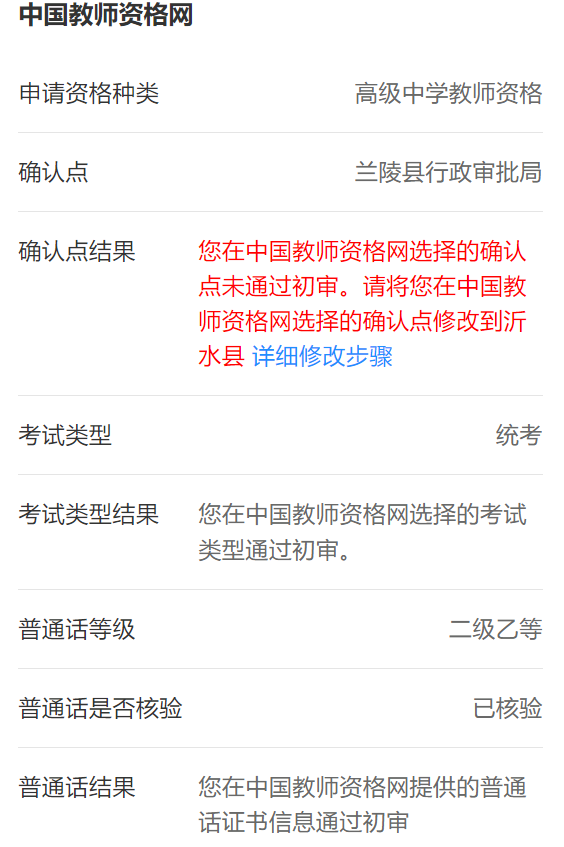 中国教师资格网
申请资格种类 高级中学教师资格
确认点 兰陵县行政审批局
确认点结果 您在中国教师资格网选择的确认
点未通过初审。请将您在中国教
师资格网选择的确认点修改到沂
水县 详细修改步骤
考试类型 统考
考试类型结果 您在中国教师资格网选择的考试
类型通过初审。
普通话等级 二级乙等
普通话是否核验 已核验
普通话结果 您在中国教师资格网提供的普通
话证书信息通过初审